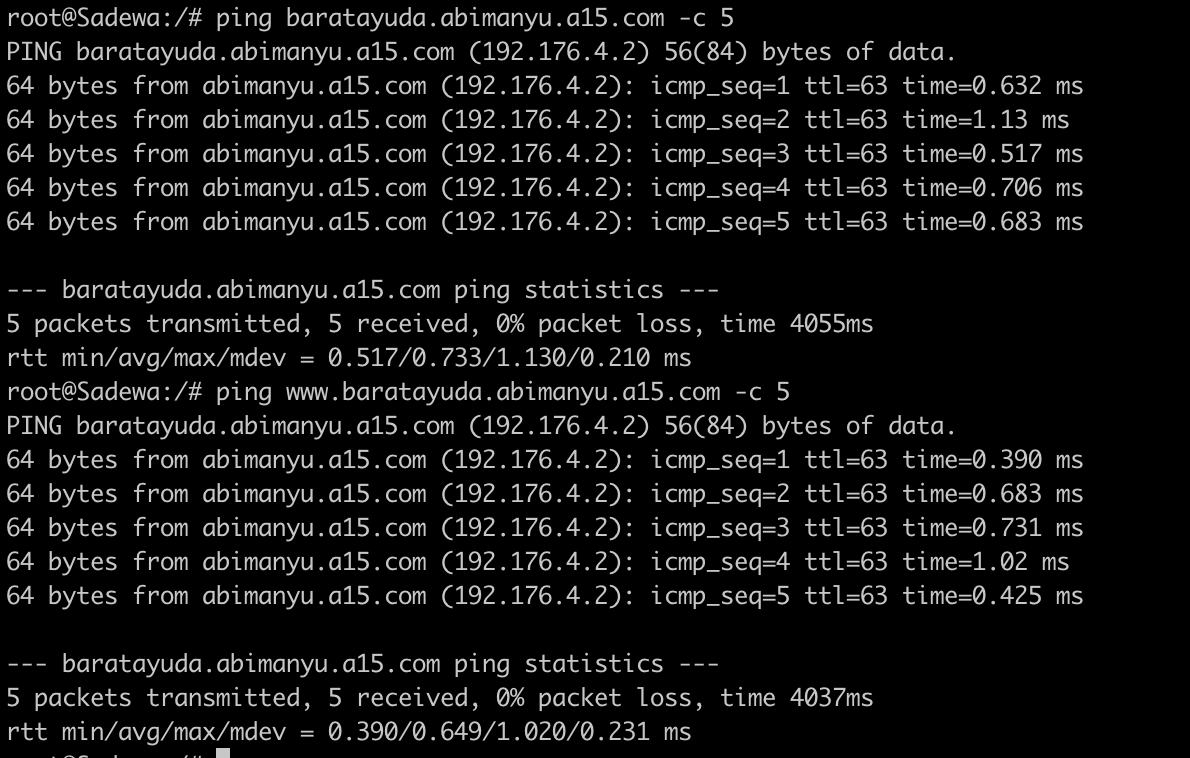 root@Sadewa:/# ping baratayuda.abimanyu.a15.com -c 5
PING baratayuda.abimanyu.a15.com (192.176.4.2) 56(84) bytes of data.
64 bytes from abimanyu.a15.com (192.176.4.2): icmp_seq=1 ttl=63 time=0.632 ms
64 bytes from abimanyu.a15.com (192.176.4.2): icmp_seq=2 ttl=63 time=1.13 ms
64 bytes from abimanyu.a15.com (192.176.4.2): icmp_seq=3 ttl=63 time=0.517 ms
64 bytes from abimanyu.a15.com (192.176.4.2): icmp_seq=4 ttl=63 time=0.706 ms
64 bytes from abimanyu.a15.com (192.176.4.2): icmp_seq=5 ttl=63 time=0.683 ms
--- baratayuda.abimanyu.a15.com ping statistics ---
5 packets transmitted, 5 received, 0% packet loss, time 4055ms
rtt min/avg/max/mdev = 0.517/0.733/1.130/0.210 ms
root@Sadewa:/# ping www.baratayuda.abimanyu.a15.com -c 5
PING baratayuda.abimanyu.a15.com (192.176.4.2) 56(84) bytes of data.
64 bytes from abimanyu.a15.com (192.176.4.2): icmp_seq=1 ttl=63 time=0.390 ms
64 bytes from abimanyu.a15.com (192.176.4.2): icmp_seq=2 ttl=63 time=0.683 ms
64 bytes from abimanyu.a15.com (192.176.4.2): icmp_seq=3 ttl=63 time=0.731 ms
64 bytes from abimanyu.a15.com (192.176.4.2): icmp_seq=4 ttl=63 time=1.02 ms
64 bytes from abimanyu.a15.com (192.176.4.2): icmp_seq=5 ttl=63 time=0.425 ms
--- baratayuda.abimanyu.a15.com ping statistics ---
5 packets transmitted, 5 received, 0% packet loss, time 4037ms
rtt min/avg/max/mdev = 0.390/0.649/1.020/0.231 ms